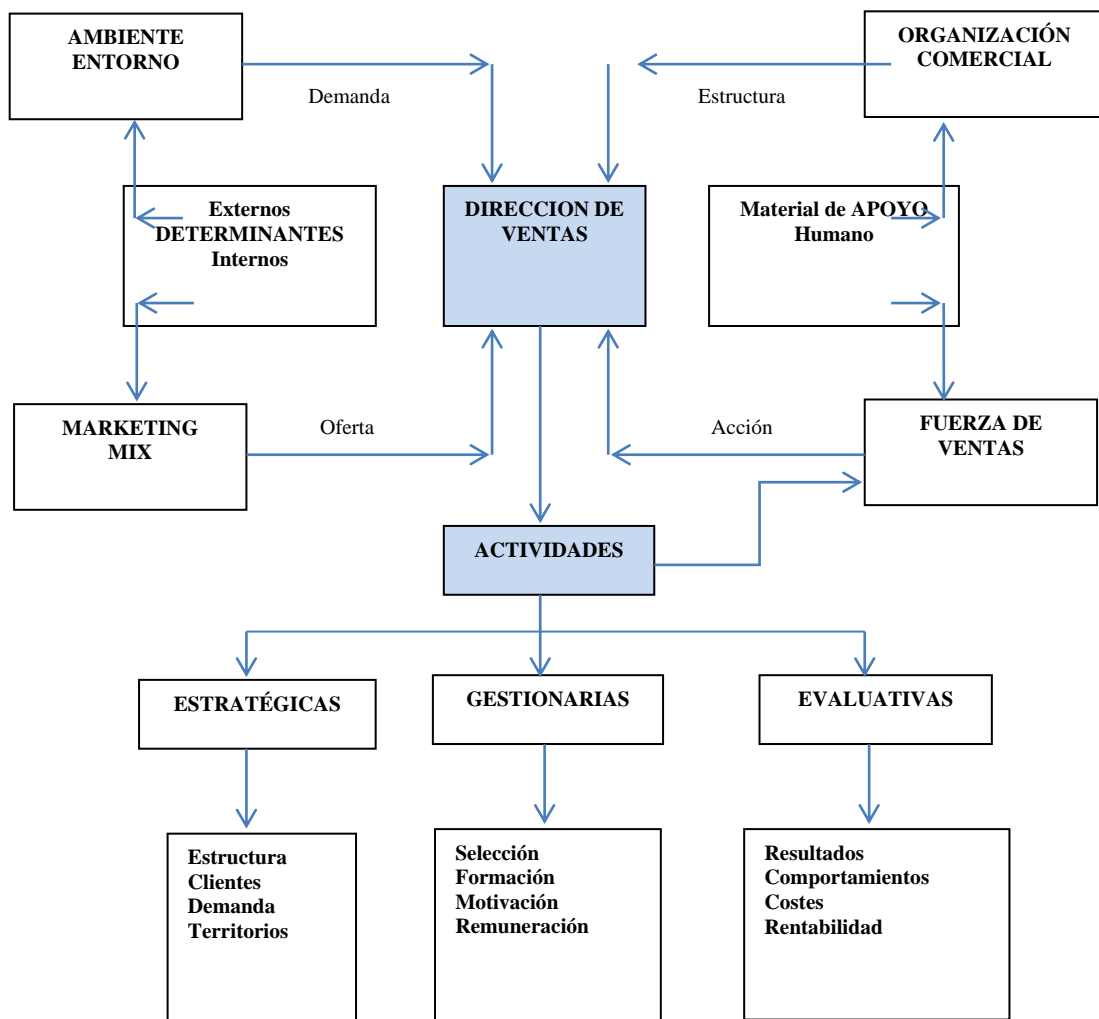 AMBIENTE
ENTORNO
ORGANIZACIÓN
COMERCIAL
Demanda
Estructura
Externos
DETERMINANTES
Internos
DIRECCION DE
VENTAS
Material de APOYO
Humano
MARKETING
MIX
Oferta
Acción
FUERZA DE
VENTAS
ACTIVIDADES
ESTRATÉGICAS
GESTIONARIAS
EVALUATIVAS
Estructura
Clientes
Demanda
Territorios
Selección
Formación
Motivación
Remuneración
Resultados
Comportamientos
Costes
Rentabilidad